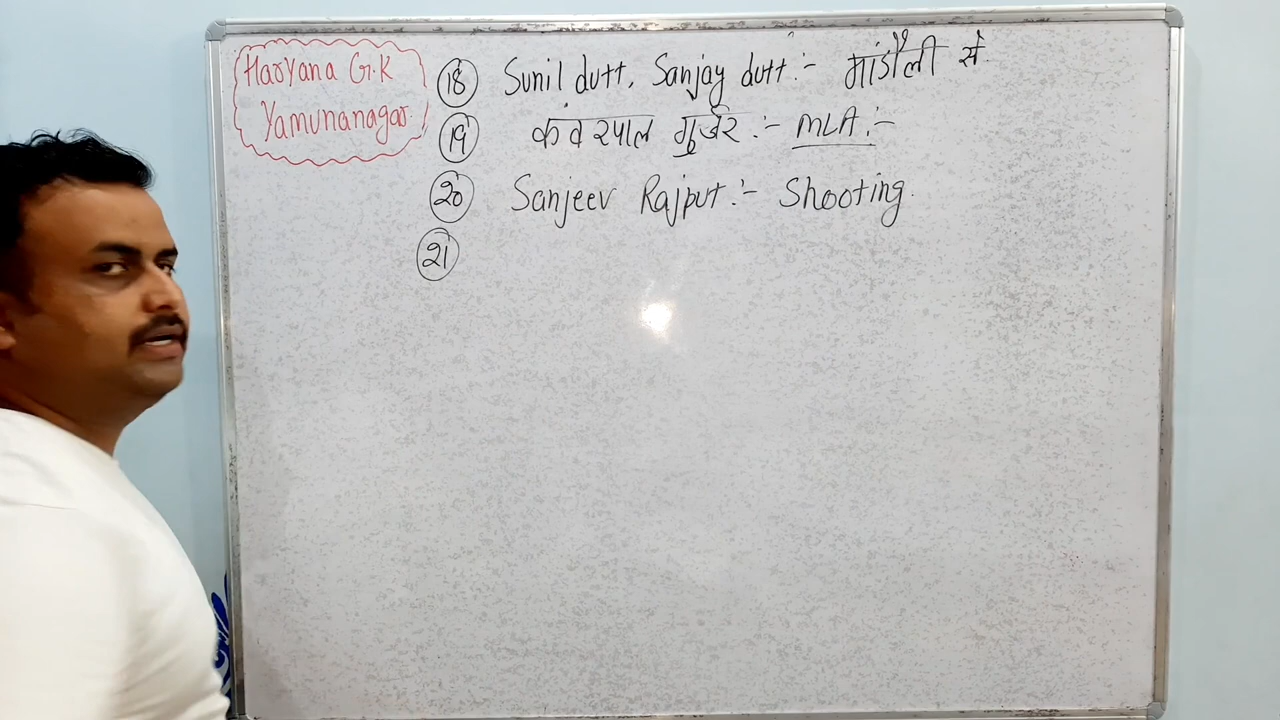 Haryana G.K
Yamunanagar.
18 Sunil dutt, Sanjay dutt :- मांडौली से
19 कंवरपाल गुर्जर :- MLA :-
20 Sanjeev Rajput :- Shooting.
21